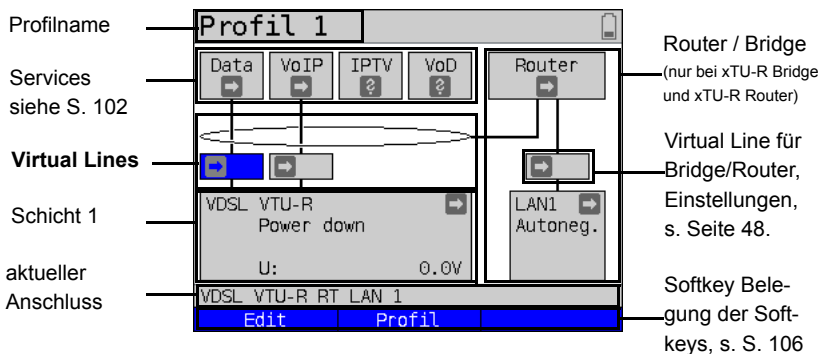 Profilname
Services
siehe S. 102
Virtual Lines
Schicht 1
aktueller
Anschluss
Profil 1
Data VoIP IPTV VoD Router
? ?
VDSL VTU-R
Power down
U: 0.0V
LAN1
Autoneg.
VDSL VTU-R RT LAN 1
Edit Profil
Router / Bridge
(nur bei xTU-R Bridge
und xTU-R Router)
Virtual Line für
Bridge/Router,
Einstellungen,
s. Seite 48.
Softkey Bele-
gung der Soft-
keys, s. S. 106